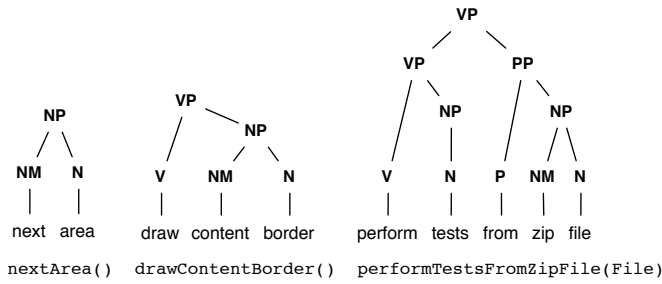 VP
VP PP
VP
NP NP NP
NP
NM N V NM N V N P NM N
next area draw content border perform tests from zip file
nextArea() drawContentBorder() performTestsFromZipFile(File)